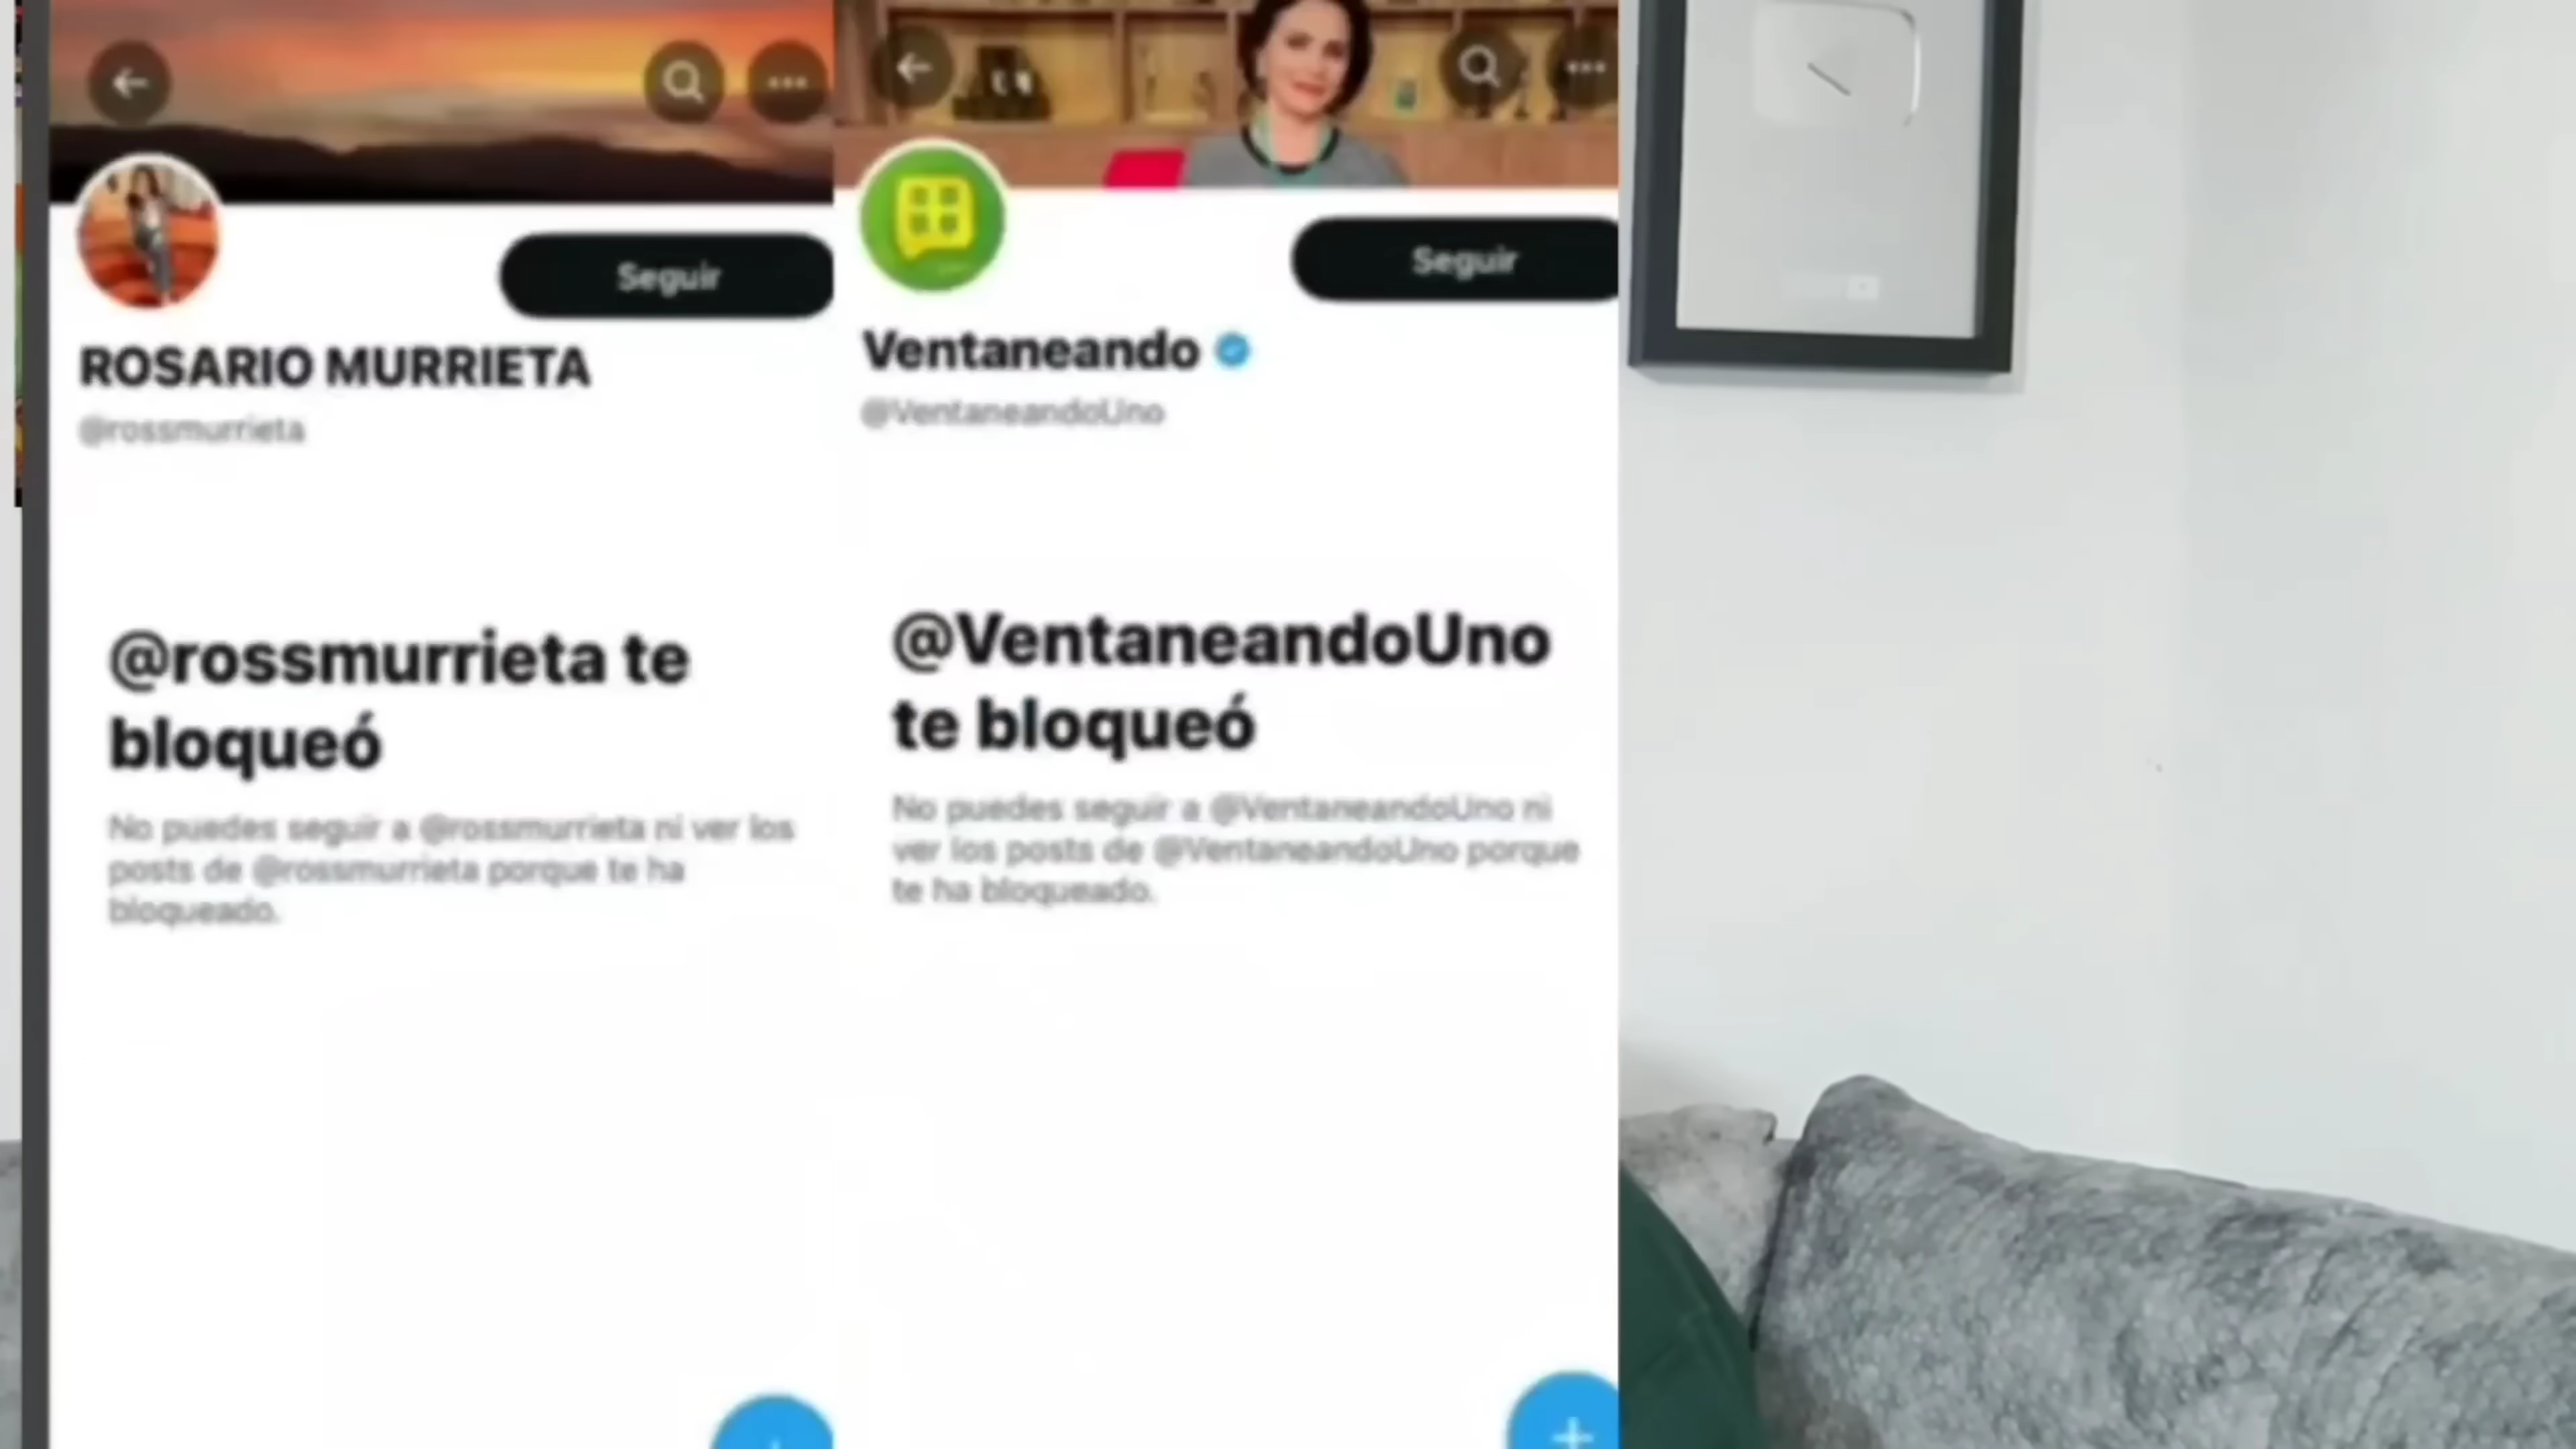 Seguir
ROSARIO MURRIETA
@rossmurrieta
@rossmurrieta te
bloqueó
No puedes seguir a @rossmurrieta ni ver los
posts de @rossmurrieta porque te ha
bloqueado.
Seguir
Ventaneando
@VentaneandoUno
@VentaneandoUno
te bloqueó
No puedes seguir a @VentaneandoUno ni
ver los posts de @VentaneandoUno porque
te ha bloqueado.